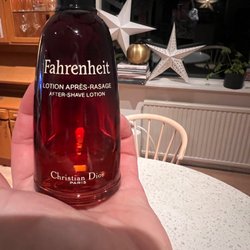 Fahrenheit
LOTION APRÈS-RASAGE
AFTER-SHAVE LOTION
Christian Dior
PARIS